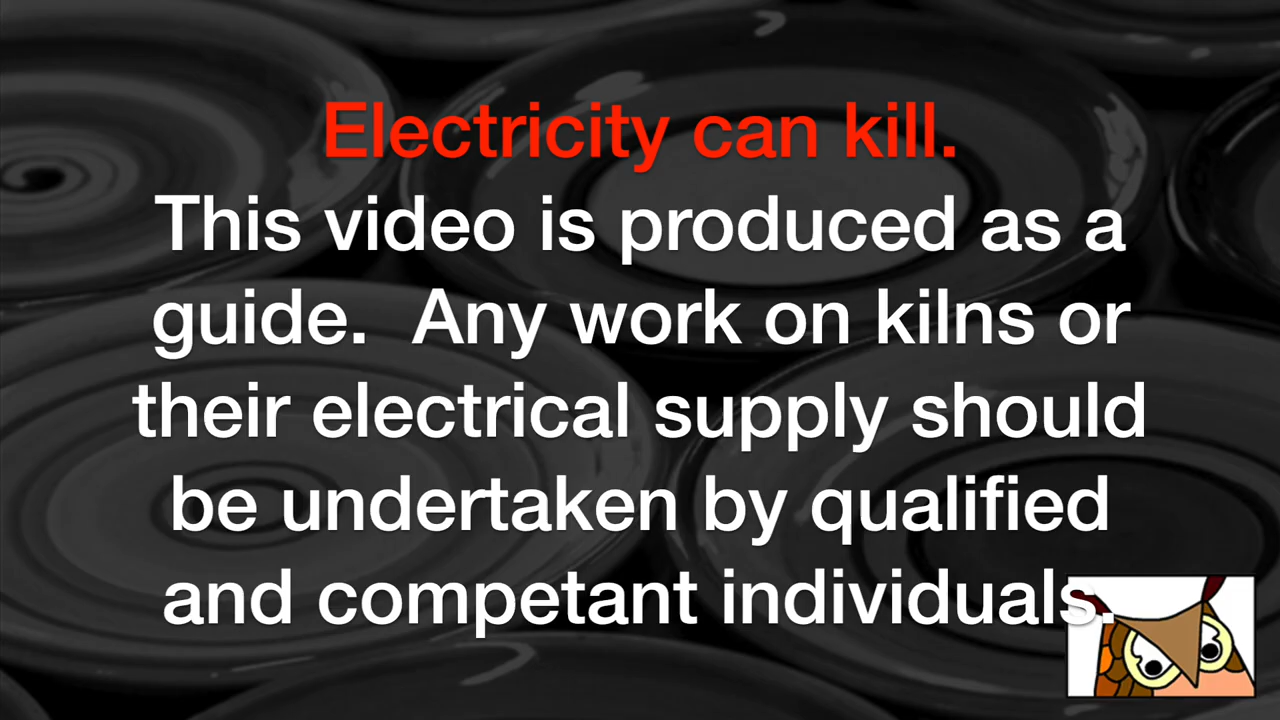 Electricity can kill.
This video is produced as a
guide.  Any work on kilns or
their electrical supply should
be undertaken by qualified
and competant individuals.